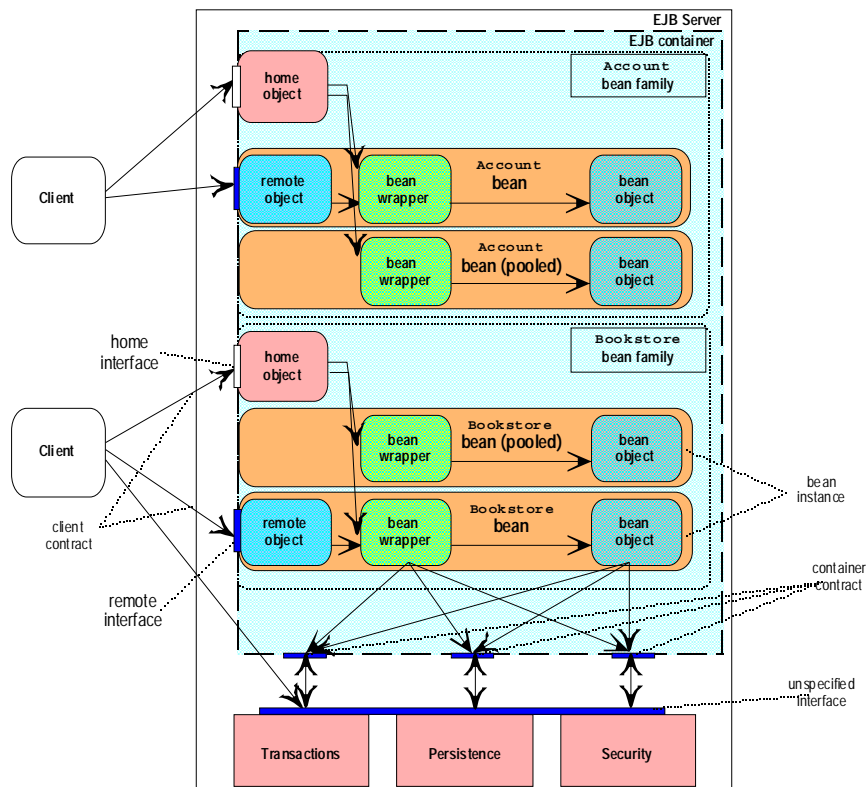 EJB Server
EJB container
home
object
Account
bean family
Client
remote
object
bean
wrapper
Account
bean
bean
object
bean
wrapper
Account
bean (pooled)
bean
object
home
interface
home
object
Bookstore
bean family
Client
bean
wrapper
Bookstore
bean (pooled)
bean
object
bean
instance
client
contract
remote
object
bean
wrapper
Bookstore
bean
bean
object
remote
interface
container
contract
unspecified
interface
Transactions
Persistence
Security